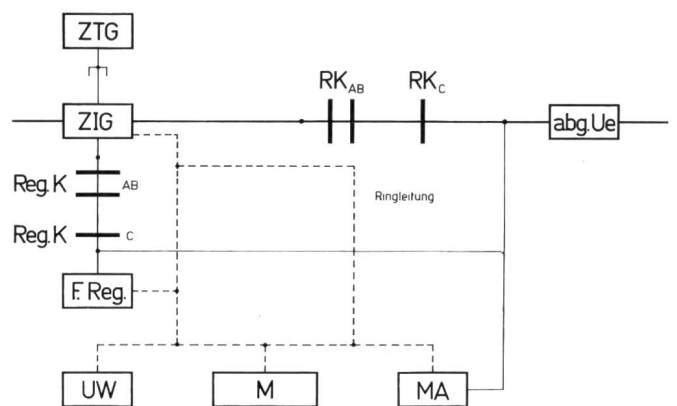 ZTG
RK AB
RK C
ZIG
abg.Ue
Reg.K AB
Ringleitung
Reg.K C
F. Reg.
UW
M
MA